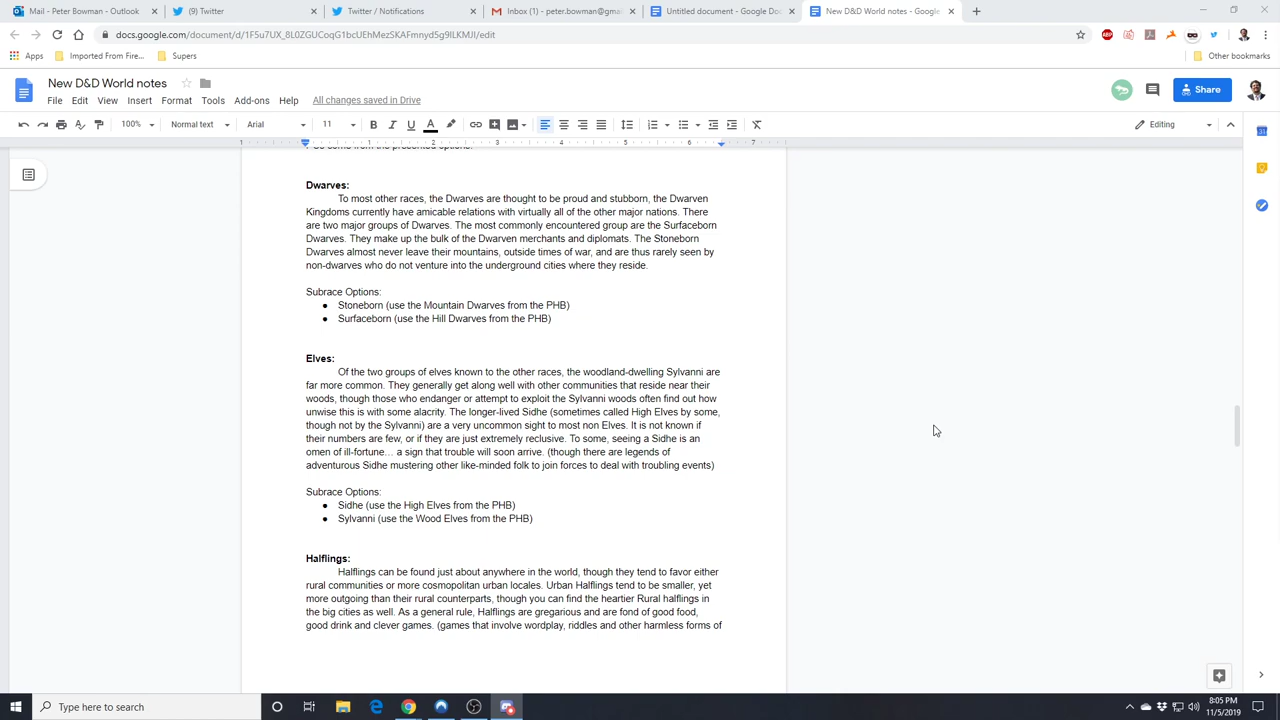 Mail - Peter Bowman - Outlook
(9) Twitter
Twitter / Notifications
Inbox (1) - peter.bowman@gma
Untitled document - Google Doc
New D&D World notes - Google
docs.google.com/document/d/1F5u7UX_8L0ZGUCoqG1bcUEhMezSKAFmnyd5g9lLKMJI/edit
Apps
Imported From Fire...
Supers
Other bookmarks
New D&D World notes
File Edit View Insert Format Tools Add-ons Help All changes saved in Drive
Share
100% Normal text Arial 11 B I U A Editing
1 1 2 3 4 5 6 7
PCs come from the presented options.
Dwarves:
To most other races, the Dwarves are thought to be proud and stubborn, the Dwarven
Kingdoms currently have amicable relations with virtually all of the other major nations. There
are two major groups of Dwarves. The most commonly encountered group are the Surfaceborn
Dwarves. They make up the bulk of the Dwarven merchants and diplomats. The Stoneborn
Dwarves almost never leave their mountains, outside times of war, and are thus rarely seen by
non-dwarves who do not venture into the underground cities where they reside.
Subrace Options:
● Stoneborn (use the Mountain Dwarves from the PHB)
● Surfaceborn (use the Hill Dwarves from the PHB)
Elves:
Of the two groups of elves known to the other races, the woodland-dwelling Sylvanni are
far more common. They generally get along well with other communities that reside near their
woods, though those who endanger or attempt to exploit the Sylvanni woods often find out how
unwise this is with some alacrity. The longer-lived Sidhe (sometimes called High Elves by some,
though not by the Sylvanni) are a very uncommon sight to most non Elves. It is not known if
their numbers are few, or if they are just extremely reclusive. To some, seeing a Sidhe is an
omen of ill-fortune... a sign that trouble will soon arrive. (though there are legends of
adventurous Sidhe mustering other like-minded folk to join forces to deal with troubling events)
Subrace Options:
● Sidhe (use the High Elves from the PHB)
● Sylvanni (use the Wood Elves from the PHB)
Halflings:
Halflings can be found just about anywhere in the world, though they tend to favor either
rural communities or more cosmopolitan urban locales. Urban Halflings tend to be smaller, yet
more outgoing than their rural counterparts, though you can find the heartier Rural halflings in
the big cities as well. As a general rule, Halflings are gregarious and are fond of good food,
good drink and clever games. (games that involve wordplay, riddles and other harmless forms of
Type here to search
8:05 PM
11/5/2019